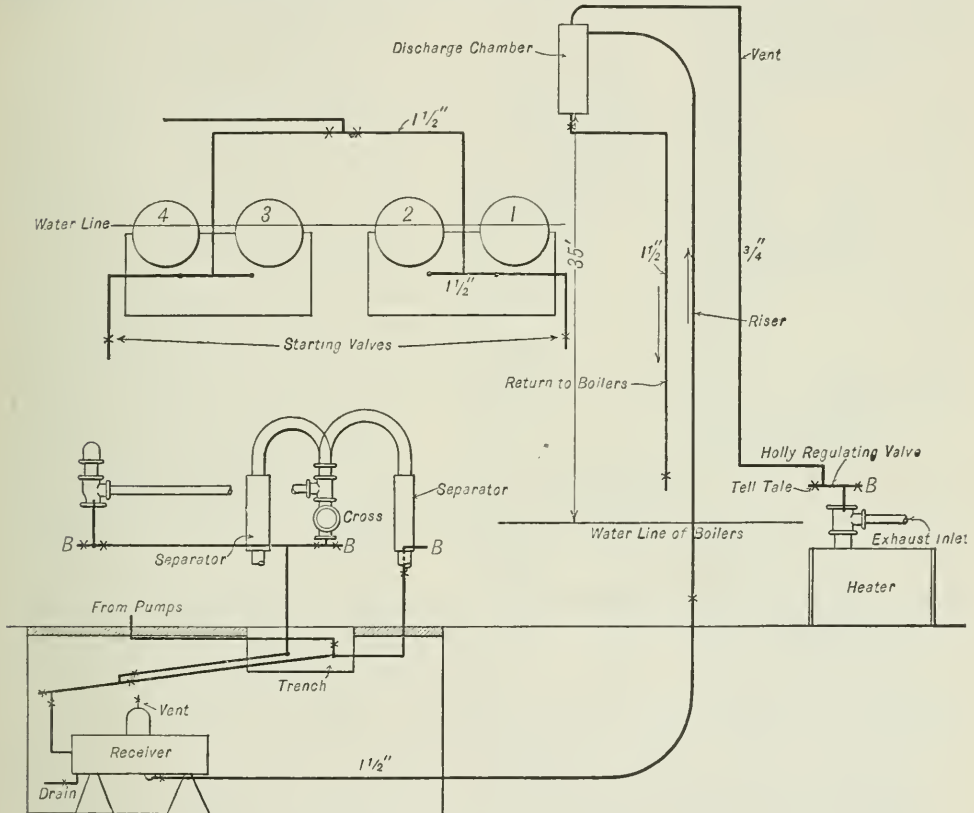 Discharge Chamber
Vent
1 1/2"
Water Line
4
3
2
1
35'
1 1/2"
3/4"
1 1/2"
Riser
Starting Valves
Return to Boilers
Holly Regulating Valve
Tell Tale
B
Separator
Cross
B
B
Separator
B
Water Line of Boilers
Exhaust Inlet
Heater
From Pumps
Trench
Vent
Receiver
1 1/2"
Drain